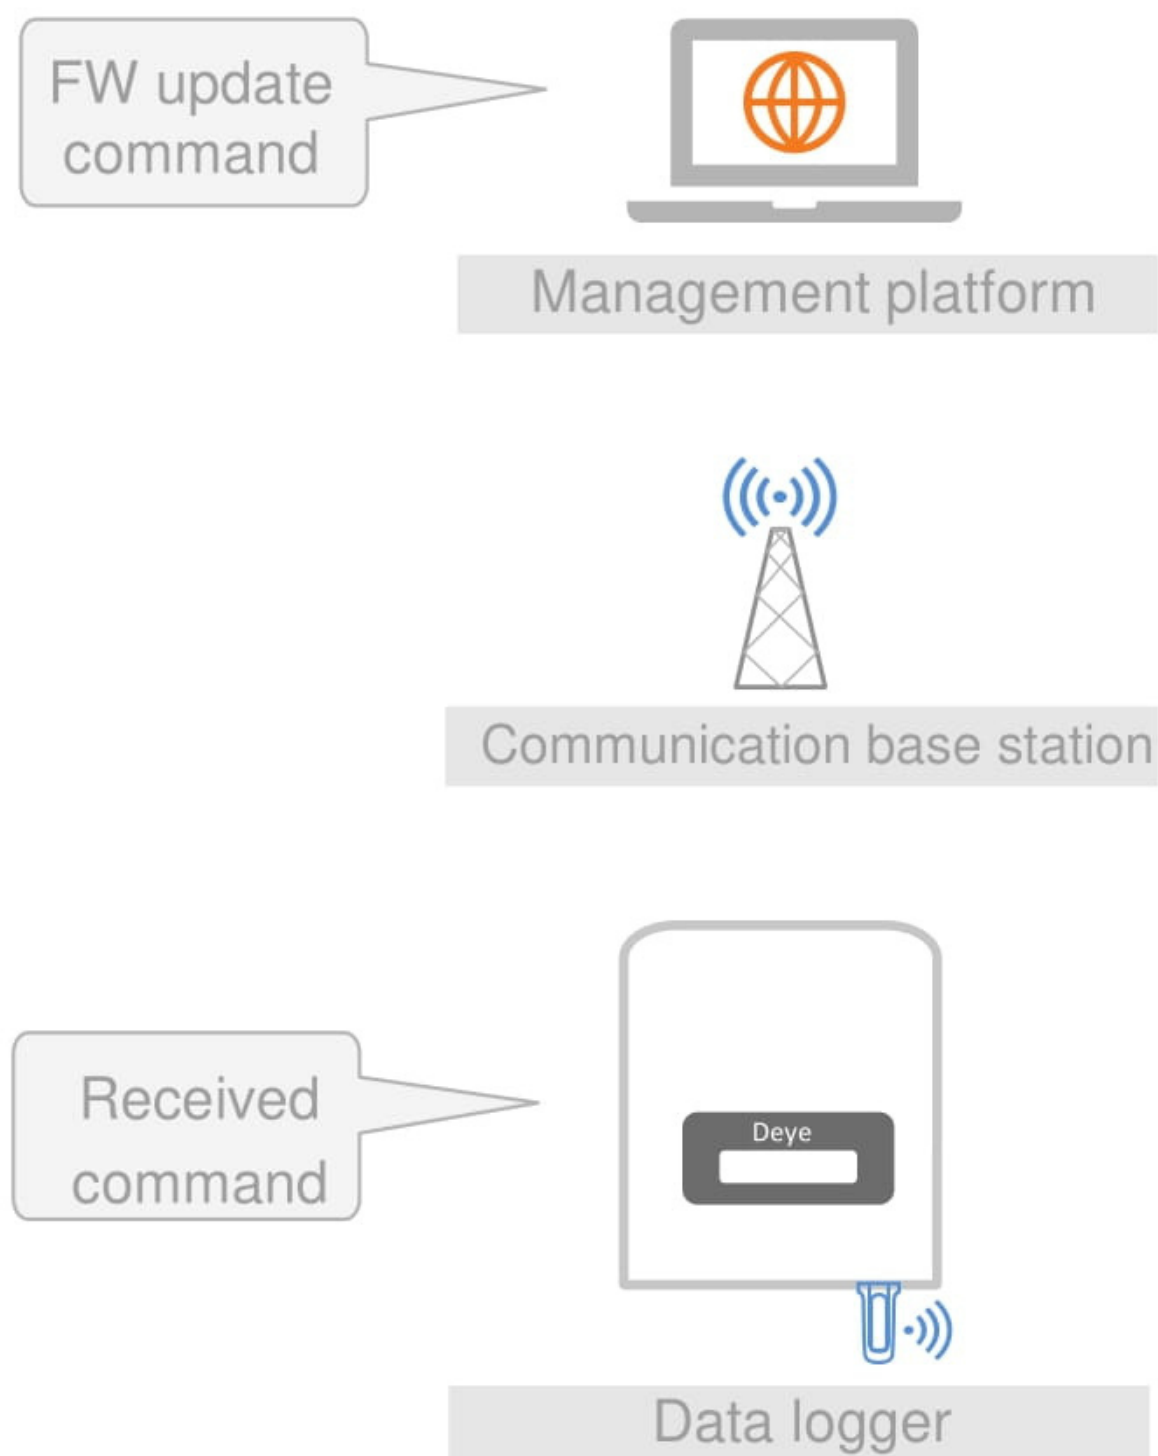 FW update
command
Management platform
Communication base station
Received
command
Deye
Data logger